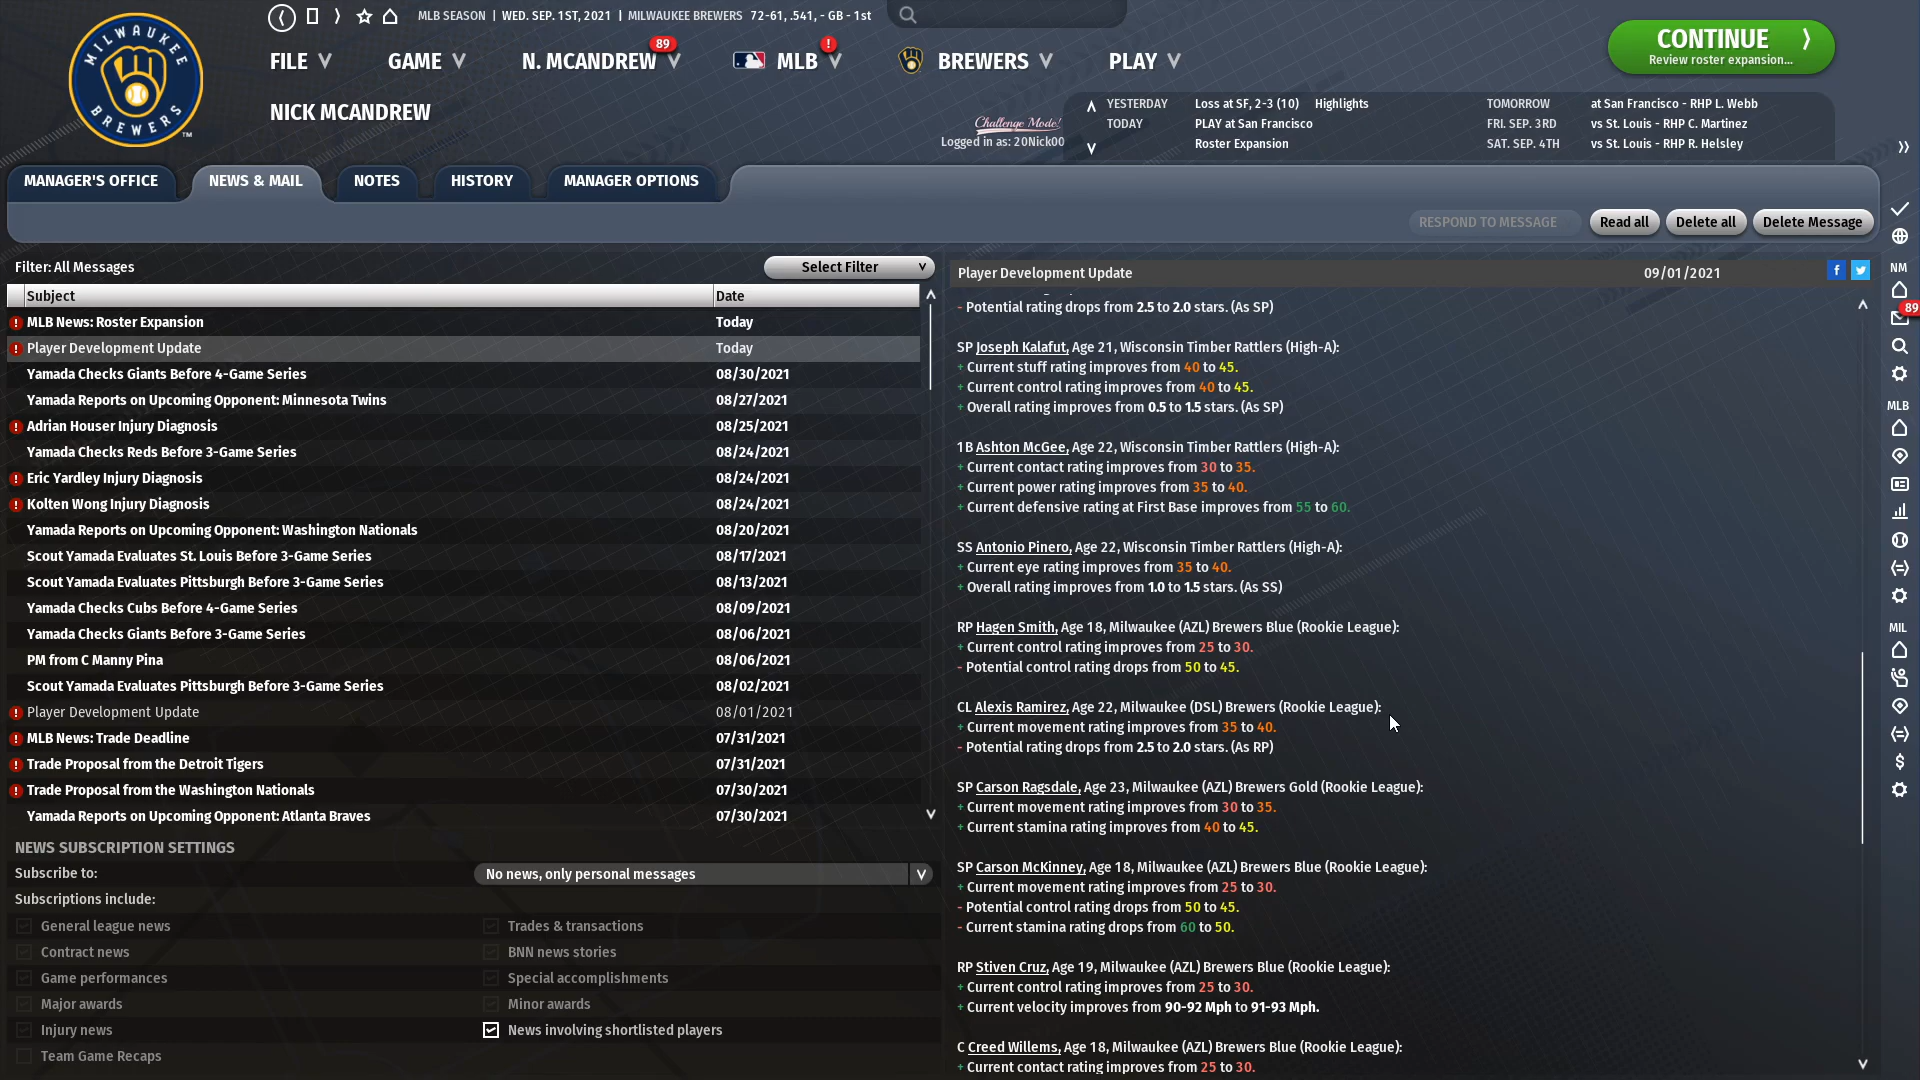 MILWAUKEE BREWERS
MLB SEASON | WED. SEP. 1ST, 2021 | MILWAUKEE BREWERS 72-61, .541, - GB - 1st
CONTINUE
Review roster expansion...
FILE
GAME
N. MCANDREW
89
MLB
!
BREWERS
PLAY
NICK MCANDREW
Challenge Mode!
Logged in as: 20Nick00
YESTERDAY Loss at SF, 2-3 (10) Highlights TOMORROW at San Francisco - RHP L. Webb
TODAY PLAY at San Francisco FRI. SEP. 3RD vs St. Louis - RHP C. Martinez
Roster Expansion SAT. SEP. 4TH vs St. Louis - RHP R. Helsley
MANAGER'S OFFICE
NEWS & MAIL
NOTES
HISTORY
MANAGER OPTIONS
RESPOND TO MESSAGE
Read all
Delete all
Delete Message
Filter: All Messages
Select Filter
Subject Date
MLB News: Roster Expansion Today
Player Development Update Today
Yamada Checks Giants Before 4-Game Series 08/30/2021
Yamada Reports on Upcoming Opponent: Minnesota Twins 08/27/2021
Adrian Houser Injury Diagnosis 08/25/2021
Yamada Checks Reds Before 3-Game Series 08/24/2021
Eric Yardley Injury Diagnosis 08/24/2021
Kolten Wong Injury Diagnosis 08/24/2021
Yamada Reports on Upcoming Opponent: Washington Nationals 08/20/2021
Scout Yamada Evaluates St. Louis Before 3-Game Series 08/17/2021
Scout Yamada Evaluates Pittsburgh Before 3-Game Series 08/13/2021
Yamada Checks Cubs Before 4-Game Series 08/09/2021
Yamada Checks Giants Before 3-Game Series 08/06/2021
PM from C Manny Pina 08/06/2021
Scout Yamada Evaluates Pittsburgh Before 3-Game Series 08/02/2021
Player Development Update 08/01/2021
MLB News: Trade Deadline 07/31/2021
Trade Proposal from the Detroit Tigers 07/31/2021
Trade Proposal from the Washington Nationals 07/30/2021
Yamada Reports on Upcoming Opponent: Atlanta Braves 07/30/2021
NEWS SUBSCRIPTION SETTINGS
Subscribe to: No news, only personal messages
Subscriptions include:
General league news Trades & transactions
Contract news BNN news stories
Game performances Special accomplishments
Major awards Minor awards
Injury news News involving shortlisted players
Team Game Recaps
Player Development Update 09/01/2021
- Potential rating drops from 2.5 to 2.0 stars. (As SP)
SP Joseph Kalafut, Age 21, Wisconsin Timber Rattlers (High-A):
+ Current stuff rating improves from 40 to 45.
+ Current control rating improves from 40 to 45.
+ Overall rating improves from 0.5 to 1.5 stars. (As SP)
1B Ashton McGee, Age 22, Wisconsin Timber Rattlers (High-A):
+ Current contact rating improves from 30 to 35.
+ Current power rating improves from 35 to 40.
+ Current defensive rating at First Base improves from 55 to 60.
SS Antonio Pinero, Age 22, Wisconsin Timber Rattlers (High-A):
+ Current eye rating improves from 35 to 40.
+ Overall rating improves from 1.0 to 1.5 stars. (As SS)
RP Hagen Smith, Age 18, Milwaukee (AZL) Brewers Blue (Rookie League):
+ Current control rating improves from 25 to 30.
- Potential control rating drops from 50 to 45.
CL Alexis Ramirez, Age 22, Milwaukee (DSL) Brewers (Rookie League):
+ Current movement rating improves from 35 to 40.
- Potential rating drops from 2.5 to 2.0 stars. (As RP)
SP Carson Ragsdale, Age 23, Milwaukee (AZL) Brewers Gold (Rookie League):
+ Current movement rating improves from 30 to 35.
+ Current stamina rating improves from 40 to 45.
SP Carson McKinney, Age 18, Milwaukee (AZL) Brewers Blue (Rookie League):
+ Current movement rating improves from 25 to 30.
- Potential control rating drops from 50 to 45.
- Current stamina rating drops from 60 to 50.
RP Stiven Cruz, Age 19, Milwaukee (AZL) Brewers Blue (Rookie League):
+ Current control rating improves from 25 to 30.
+ Current velocity improves from 90-92 Mph to 91-93 Mph.
C Creed Willems, Age 18, Milwaukee (AZL) Brewers Blue (Rookie League):
+ Current contact rating improves from 25 to 30.
NM
89
MLB
MIL